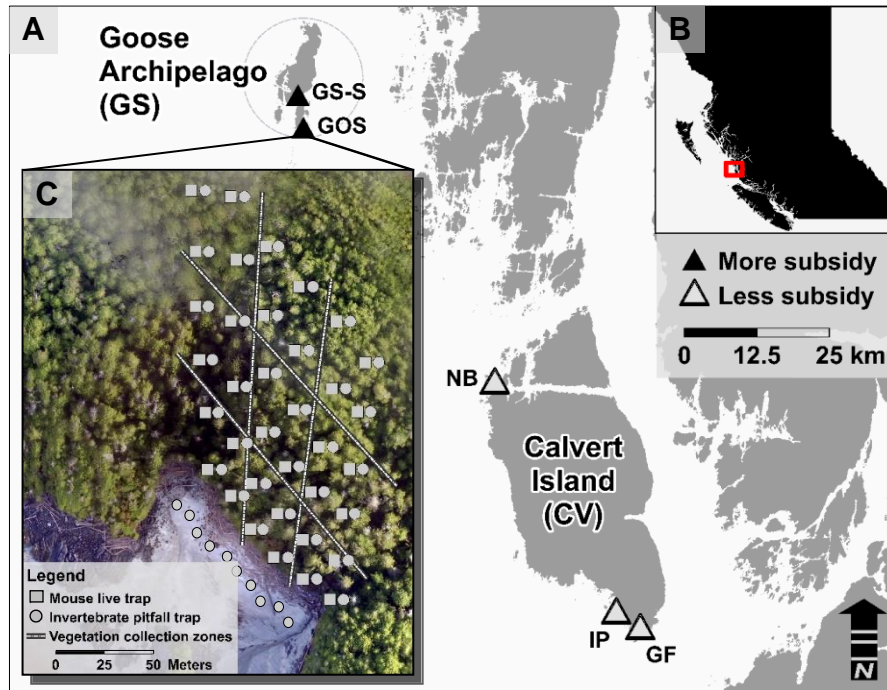 A
Goose
Archipelago
(GS)
GS-S
GOS
B
More subsidy
Less subsidy
0 12.5 25 km
C
NB
Calvert
Island
(CV)
IP
GF
N
Legend
Mouse live trap
Invertebrate pitfall trap
Vegetation collection zones
0 25 50 Meters